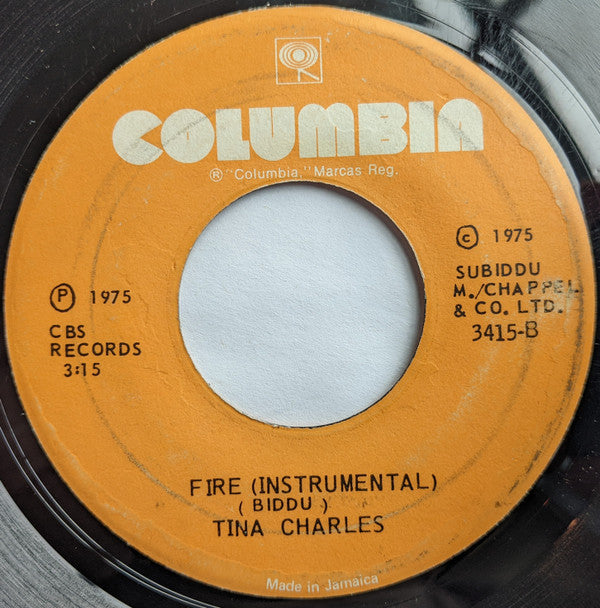 COLUMBIA
® "Columbia," Marcas Reg.
Ⓟ 1975
CBS
RECORDS
3:15
© 1975
SUBIDDU
M./CHAPPEL
& CO. LTD.
3415-B
FIRE (INSTRUMENTAL)
( BIDDU )
TINA CHARLES
Made in Jamaica